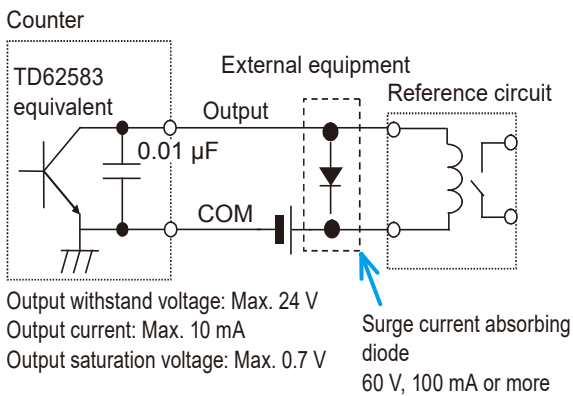 Counter
TD62583
equivalent
External equipment
Reference circuit
Output
0.01 μF
COM
Output withstand voltage: Max. 24 V
Output current: Max. 10 mA
Output saturation voltage: Max. 0.7 V
Surge current absorbing
diode
60 V, 100 mA or more